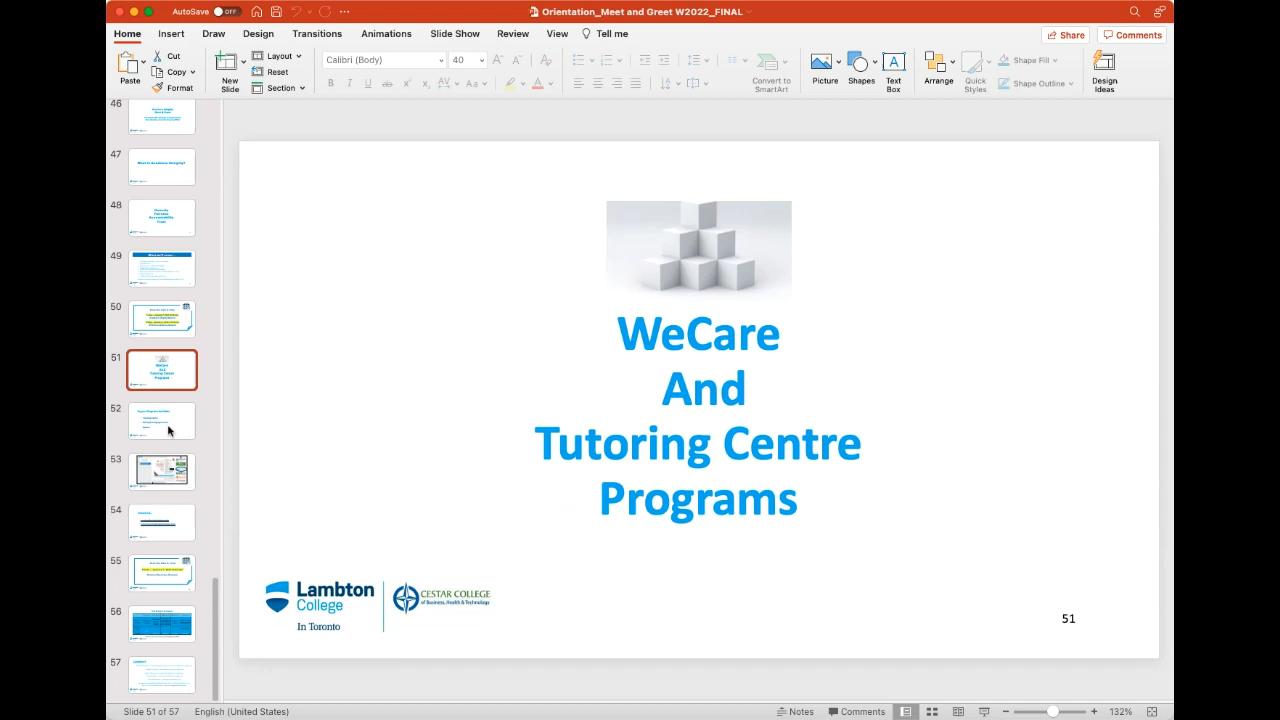 AutoSave OFF
Orientation_Meet and Greet W2022_FINAL
Home Insert Draw Design Transitions Animations Slide Show Review View Tell me
Share Comments
Paste
Cut
Copy
Format
New Slide
Layout
Reset
Section
Calibri (Body) 40
Convert to SmartArt
Picture
Shapes
Text Box
Arrange
Quick Styles
Shape Fill
Shape Outline
Design Ideas
46
47
What is Academic Integrity?
48
49
50
51
52
53
54
55
56
57
WeCare
And
Tutoring Centre
Programs
Lambton
College
In Toronto
CESTAR COLLEGE
of Business, Health & Technology
51
Slide 51 of 57 English (United States)
Notes Comments 132%